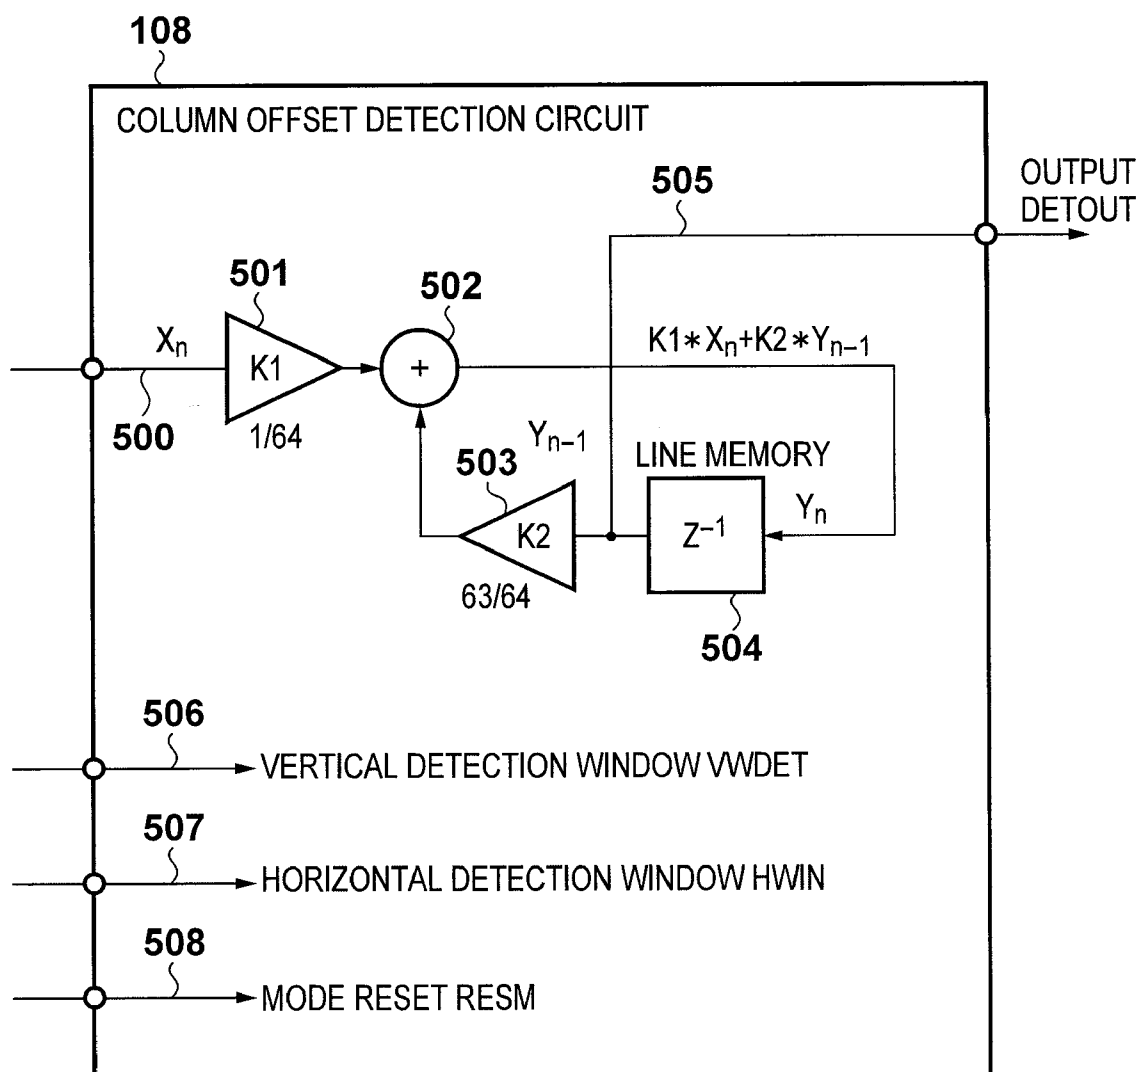 108
COLUMN OFFSET DETECTION CIRCUIT
505
OUTPUT
DETOUT
501
502
Xn
K1
+
K1*Xn+K2*Yn–1
500
1/64
503
Yn–1
LINE MEMORY
K2
Z–1
Yn
63/64
504
506
VERTICAL DETECTION WINDOW VWDET
507
HORIZONTAL DETECTION WINDOW HWIN
508
MODE RESET RESM